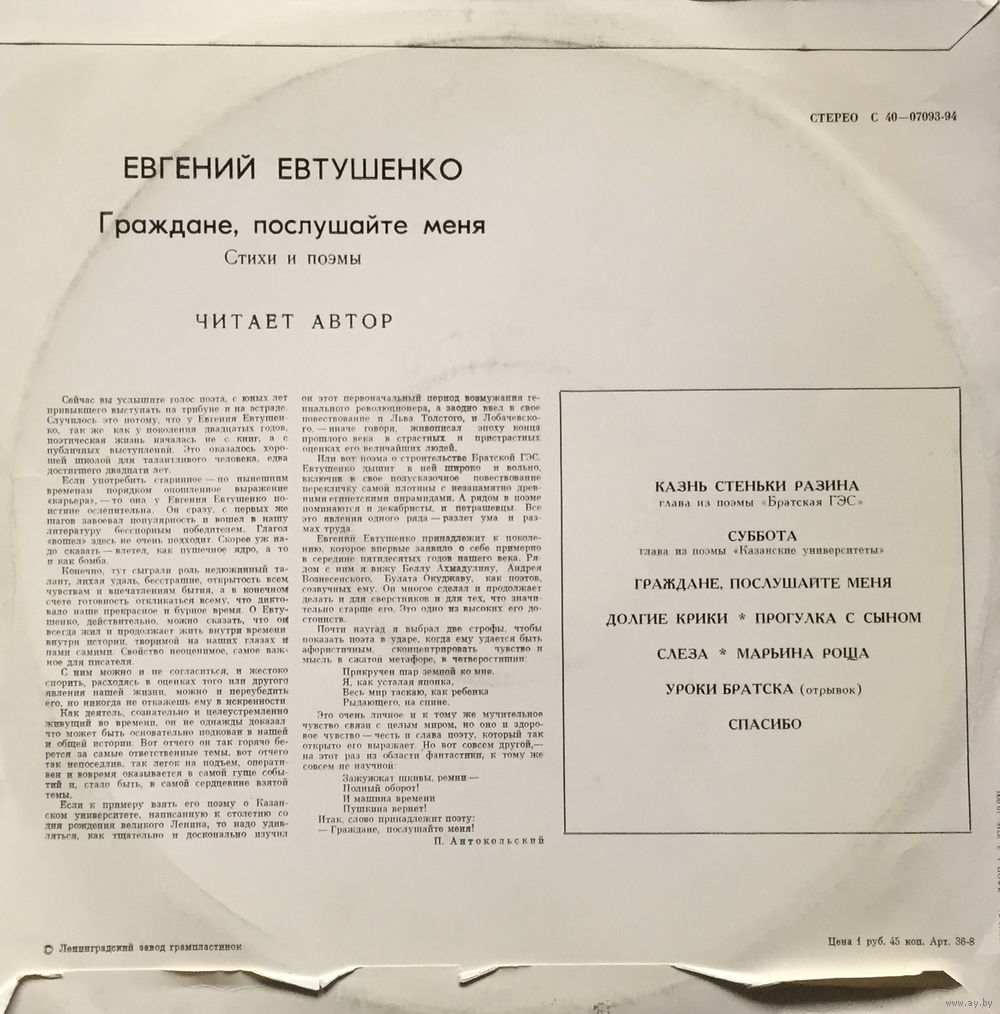 СТЕРЕО С 40—07093-94
ЕВГЕНИЙ ЕВТУШЕНКО
Граждане, послушайте меня
Стихи и поэмы
ЧИТАЕТ АВТОР
Сейчас вы услышите голос поэта, с юных лет
привыкшего выступать на трибуне и на эстраде.
Случилось это потому, что у Евгения Евтушен-
ко, так же как у поколения двадцатых годов,
поэтическая жизнь началась не с книг, а с
публичных выступлений. Это оказалось хоро-
шей школой для талантливого человека, едва
достигшего двадцати лет.
Если употребить старинное — по нынешним
временам порядком опошленное выражение
«карьера», — то она у Евгения Евтушенко по-
истине ослепительна. Он сразу, с первых же
шагов завоевал популярность и вошел в нашу
литературу бесспорным победителем. Глагол
«вошел» здесь не очень подходит. Скорее уж на-
до сказать — влетел, как пушечное ядро, а то
и как бомба.
Конечно, тут сыграли роль недюжинный та-
лант, лихая удаль, бесстрашие, открытость всем
чувствам и впечатлениям бытия, а в конечном
счете готовность откликаться всему, что дикто-
вало наше прекрасное и бурное время. О Евту-
шенко, действительно, можно сказать, что он
всегда жил и продолжает жить внутри времени
внутри истории, творимой на наших глазах и
нами самими. Свойство неоценимое, самое важ-
ное для писателя.
С ним можно и не согласиться, и жестоко
спорить, расходясь в оценках того или другого
явления нашей жизни, можно и переубедить
его, но никогда не откажешь ему в искренности
Как деятель, сознательно и целеустремленно
живущий во времени, он не однажды доказал
что может быть основательно подкован в нашей
и общей истории. Вот отчего он так горячо бе-
рется за самые ответственные темы, вот отчего
так непоседлив, так легок на подъем, оператив-
ен и вовремя оказывается в самой гуще собы-
тий и, стало быть, в самой сердцевине взятой
темы.
Если к примеру взять его поэму о Казан-
ском университете, написанную к столетию со
дня рождения великого Ленина, то надо удив-
ляться, как тщательно и досконально изучил
он этот первоначальный период возмужания ге-
ниального революционера, а заодно ввел в свое
повествование и Льва Толстого, и Лобачевско-
го, — иначе говоря, живописал эпоху конца
прошлого века в страстных и пристрастных
оценках его величайших людей.
Или вот поэма о строительстве Братской ГЭС.
Евтушенко дышит в ней широко и вольно,
включив в свое полусказочное повествование
перекличку самой плотины с незапамятно древ-
ними египетскими пирамидами. А рядом в поэме
поминаются и декабристы, и петрашевцы. Все
это явления одного ряда — разлет ума и раз-
мах труда.
Евгений Евтушенко принадлежит к поколе-
нию, которое впервые заявило о себе примерно
в середине пятидесятых годов нашего века. Ря-
дом с ним я вижу Беллу Ахмадулину, Андрея
Вознесенского, Булата Окуджаву, как поэтов,
созвучных ему. Он многое сделал и продолжает
делать и для сверстников и для тех, что значи-
тельно старше его. Это одно из высоких его до-
стоинств.
Почти наугад я выбрал две строфы, чтобы
показать поэта в ударе, когда ему удается быть
афористичным, сконцентрировать чувство и
мысль в сжатой метафоре, в четверостишии:
Прикручен шар земной ко мне.
Я, как усталая японка,
Весь мир таскаю, как ребенка
Рыдающего, на спине.
Это очень личное и к тому же мучительное
чувство связи с целым миром, но оно и здоро-
вое чувство — честь и слава поэту, который так
открыто его выражает. Но вот совсем другой,—
на этот раз из области фантастики, к тому же
совсем не научной:
Зажужжат шкивы, ремни —
Полный оборот!
И машина времени
Пушкина вернет!
Итак, слово принадлежит поэту:
— Граждане, послушайте меня!
П. Антокольский
КАЗНЬ СТЕНЬКИ РАЗИНА
глава из поэмы «Братская ГЭС»
СУББОТА
глава из поэмы «Казанские университеты»
ГРАЖДАНЕ, ПОСЛУШАЙТЕ МЕНЯ
ДОЛГИЕ КРИКИ * ПРОГУЛКА С СЫНОМ
СЛЕЗА * МАРЬИНА РОЩА
УРОКИ БРАТСКА (отрывок)
СПАСИБО
© Ленинградский завод грампластинок
Цена 1 руб. 45 коп. Арт. 36-8
www.ay.by